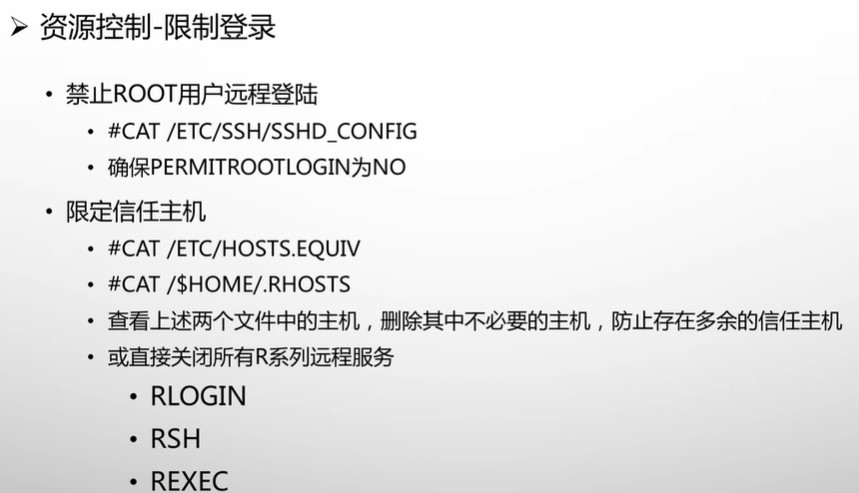 资源控制-限制登录
禁止ROOT用户远程登陆
#CAT /ETC/SSH/SSHD_CONFIG
确保PERMITROOTLOGIN为NO
限定信任主机
#CAT /ETC/HOSTS.EQUIV
#CAT /$HOME/.RHOSTS
查看上述两个文件中的主机，删除其中不必要的主机，防止存在多余的信任主机
或直接关闭所有R系列远程服务
RLOGIN
RSH
REXEC